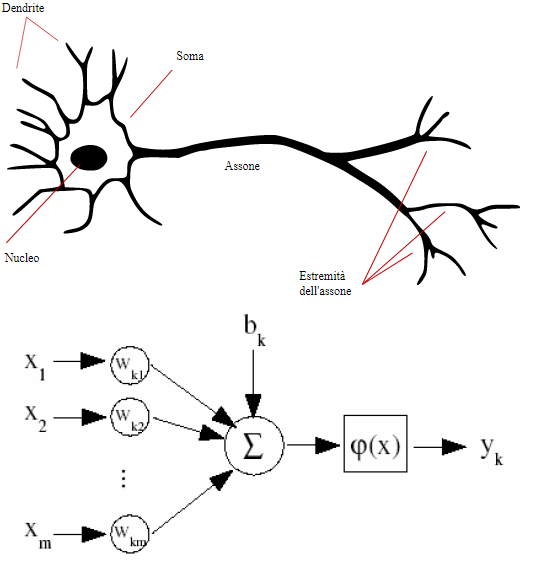 Dendrite
Soma
Assone
Nucleo
Estremità
dell'assone
b k
x 1
w k1
x 2
w k2
Σ
φ(x)
y k
⋮
x m
w km